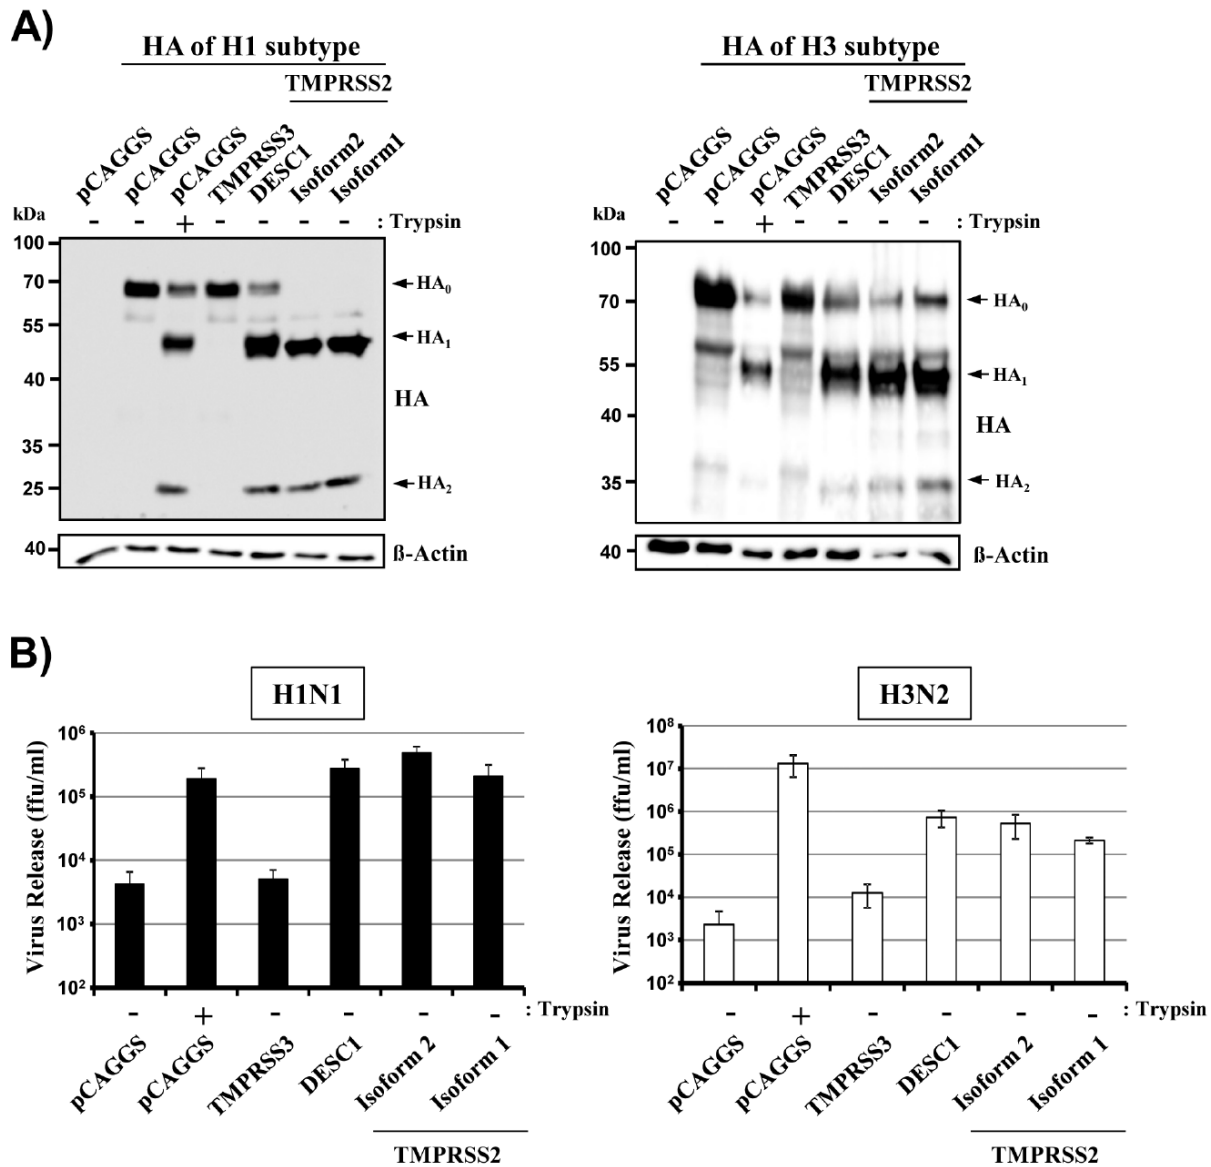 A)
HA of H1 subtype
TMPRSS2
pCAGGS
pCAGGS
pCAGGS
TMPRSS3
DESC1
Isoform2
Isoform1
kDa
- - + - - - - : Trypsin
100
70
55
40
35
25
HA0
HA1
HA
HA2
40
ß-Actin
HA of H3 subtype
TMPRSS2
pCAGGS
pCAGGS
pCAGGS
TMPRSS3
DESC1
Isoform2
Isoform1
kDa
- - + - - - - : Trypsin
100
70
55
40
35
HA0
HA1
HA
HA2
40
ß-Actin
B)
H1N1
Virus Release (ffu/ml)
10^6
10^5
10^4
10^3
10^2
- + - - - - : Trypsin
pCAGGS
pCAGGS
TMPRSS3
DESC1
Isoform 2
Isoform 1
TMPRSS2
H3N2
Virus Release (ffu/ml)
10^8
10^7
10^6
10^5
10^4
10^3
10^2
- + - - - - : Trypsin
pCAGGS
pCAGGS
TMPRSS3
DESC1
Isoform 2
Isoform 1
TMPRSS2